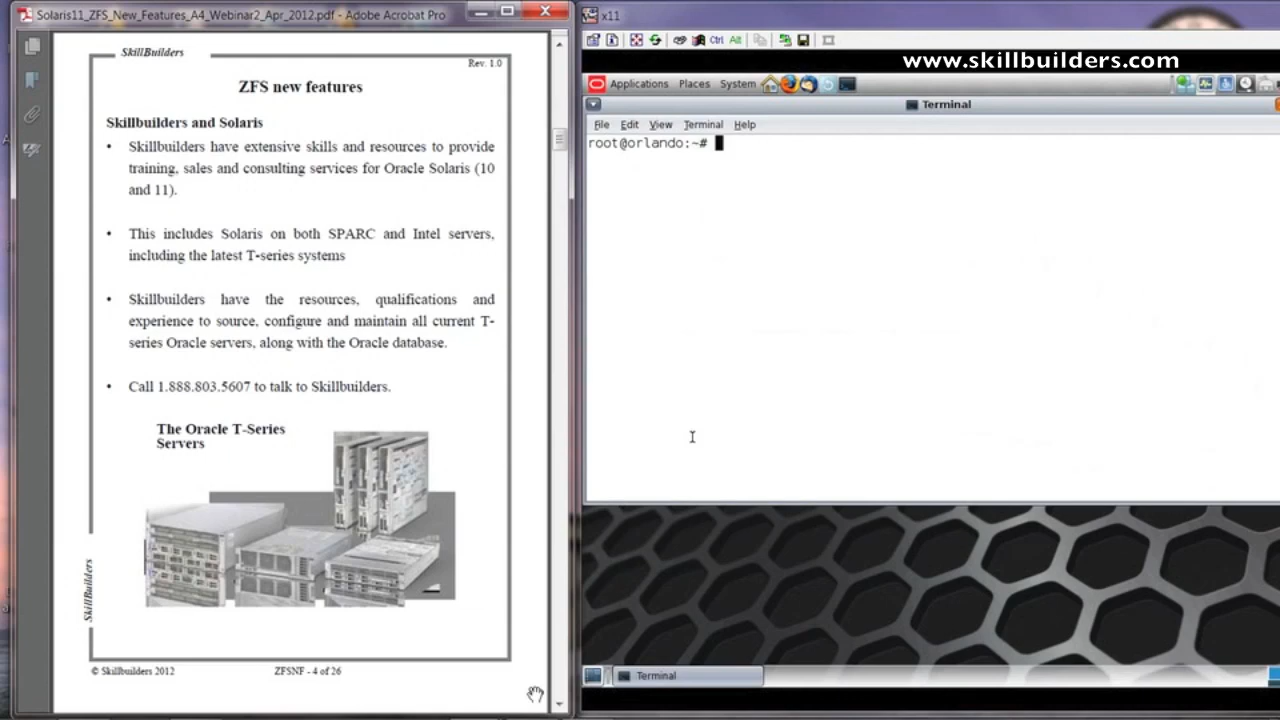 Solaris11_ZFS_New_Features_A4_Webinar2_Apr_2012.pdf - Adobe Acrobat Pro
SkillBuilders
Rev. 1.0
ZFS new features
Skillbuilders and Solaris
• Skillbuilders have extensive skills and resources to provide
training, sales and consulting services for Oracle Solaris (10
and 11).
• This includes Solaris on both SPARC and Intel servers,
including the latest T-series systems
• Skillbuilders have the resources, qualifications and
experience to source, configure and maintain all current T-
series Oracle servers, along with the Oracle database.
• Call 1.888.803.5607 to talk to Skillbuilders.
The Oracle T-Series
Servers
SkillBuilders
© Skillbuilders 2012
ZFSNF - 4 of 26
x11
Ctrl Alt
www.skillbuilders.com
Applications Places System
Terminal
File Edit View Terminal Help
root@orlando:~#
Terminal